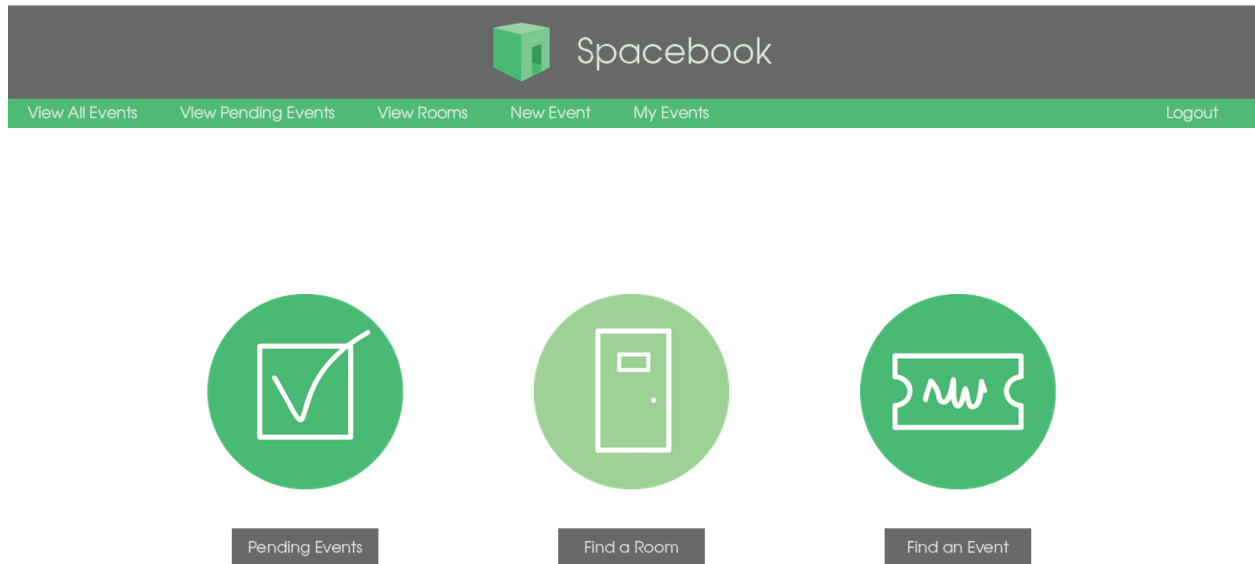 Spacebook
View All Events View Pending Events View Rooms New Event My Events Logout
Pending Events Find a Room Find an Event